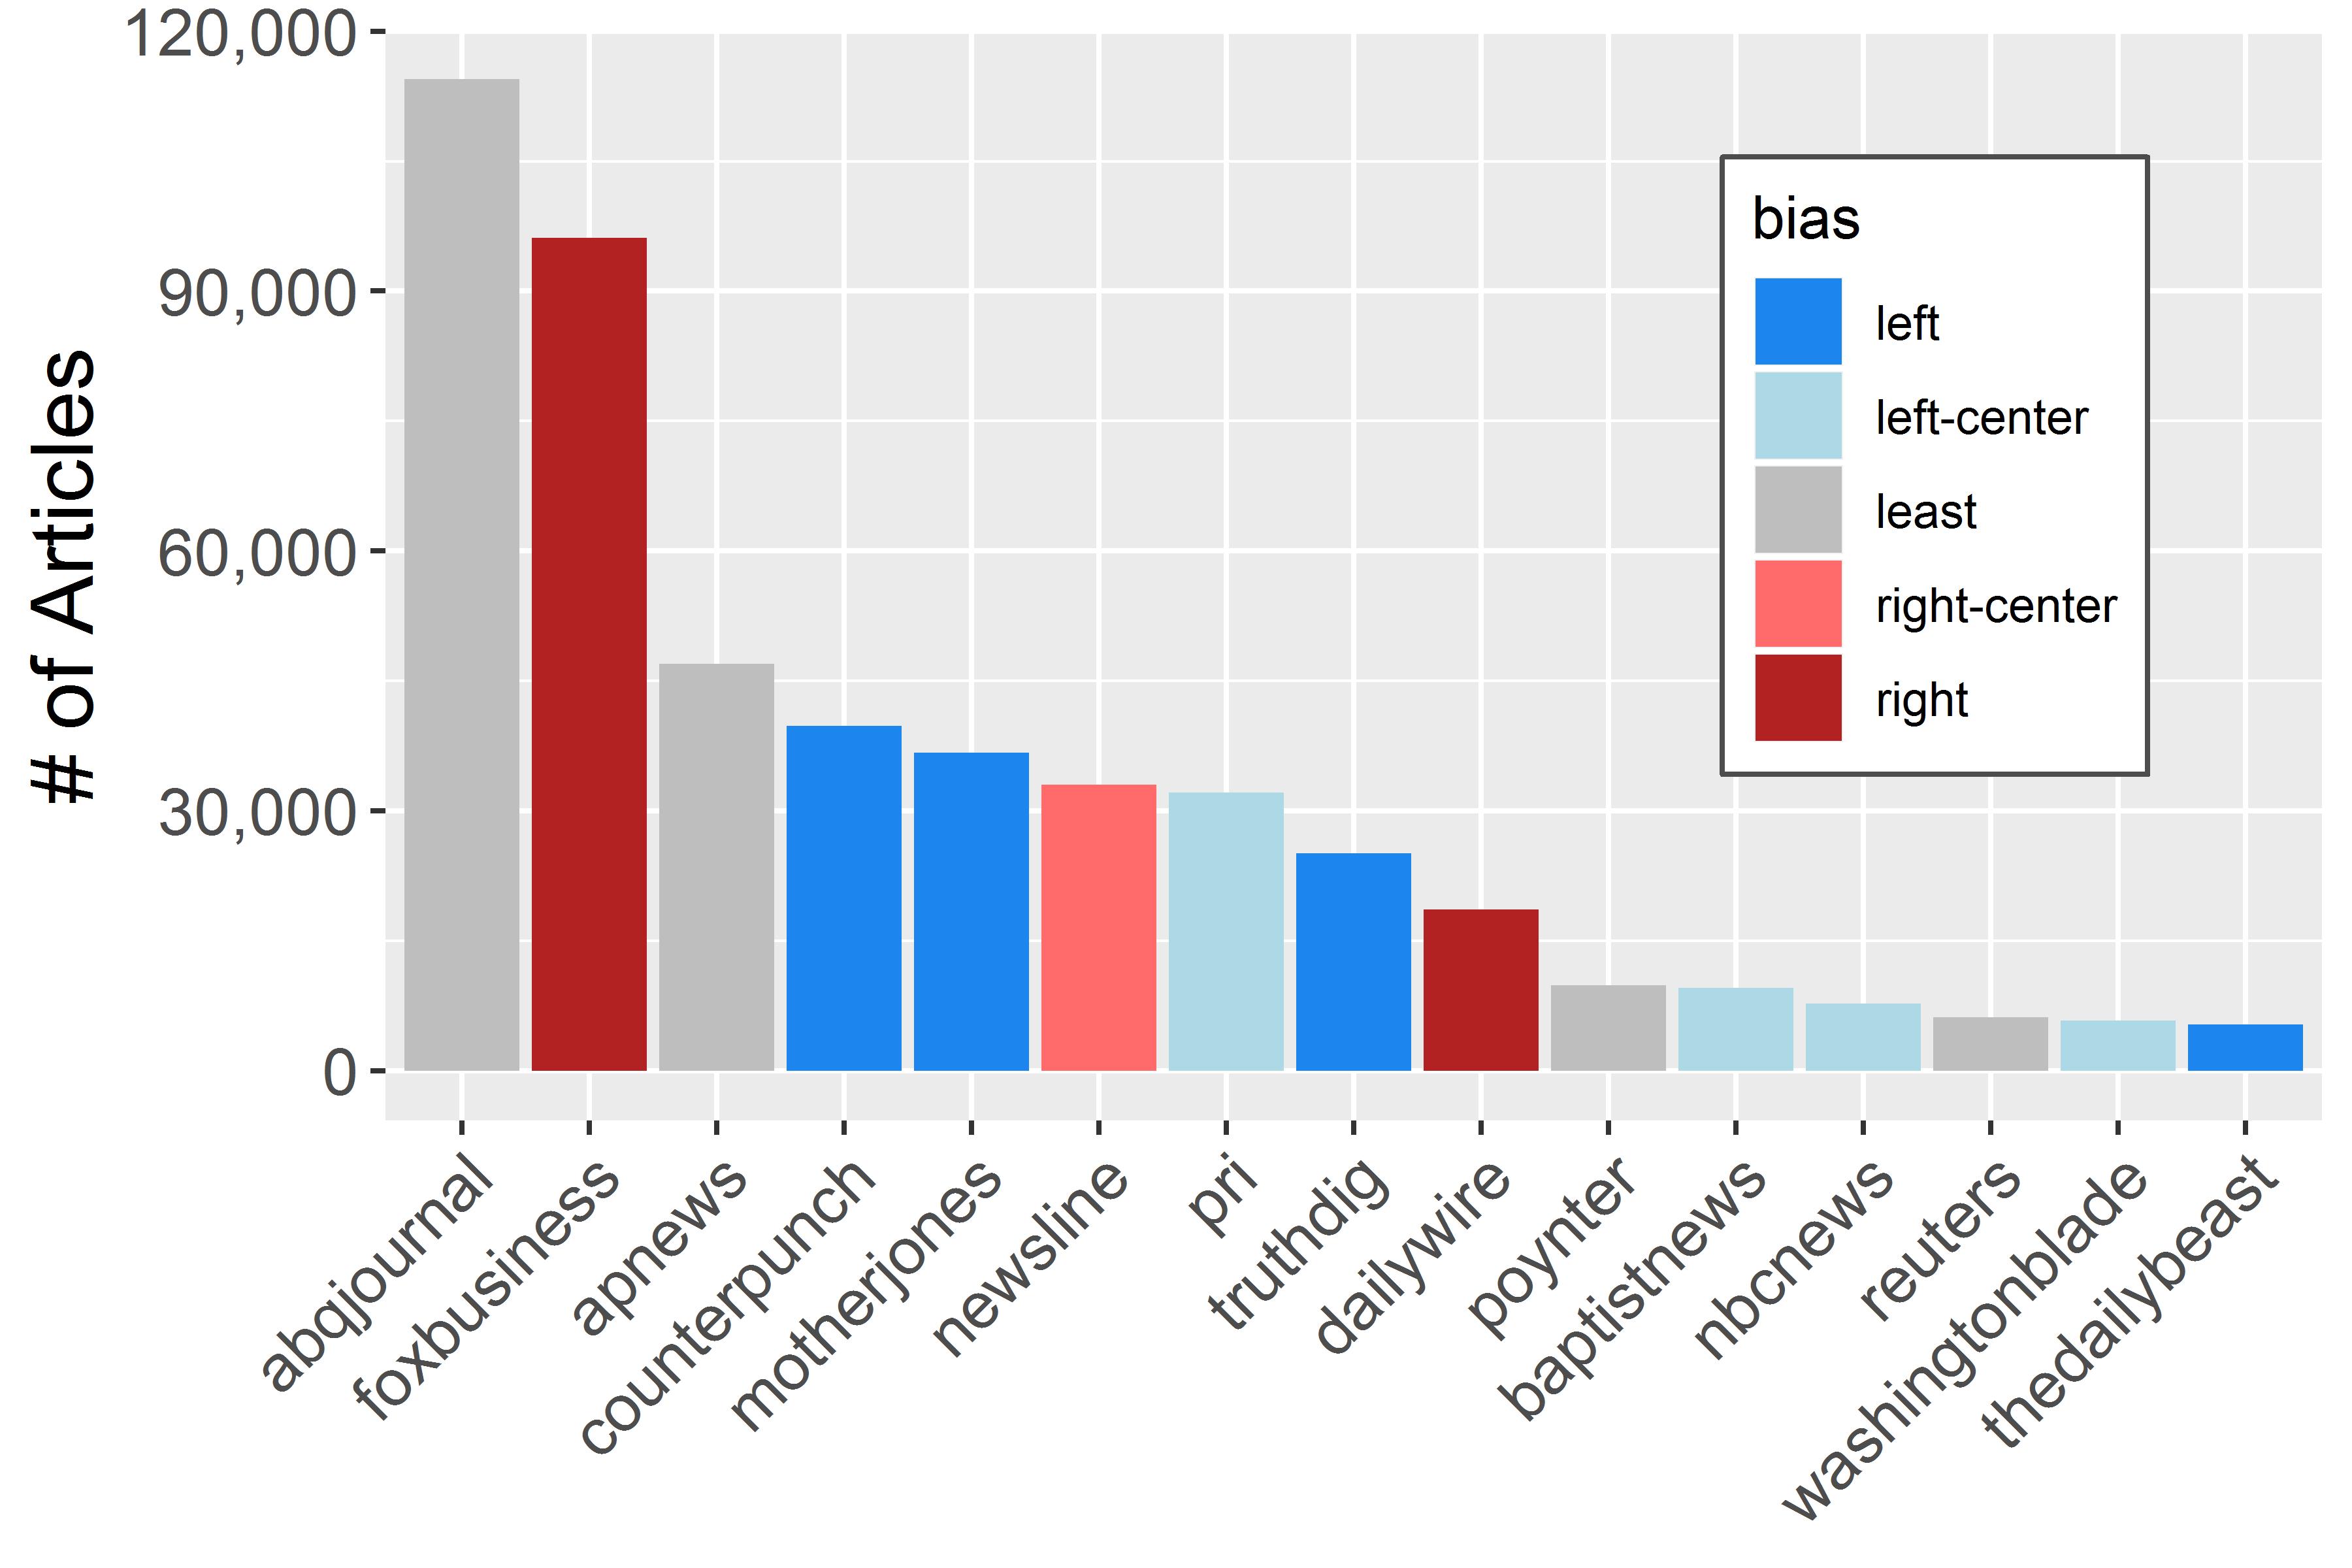 # of Articles
120,000
90,000
60,000
30,000
0
bias
left
left-center
least
right-center
right
abqjournal
foxbusiness
apnews
counterpunch
motherjones
newsline
pri
truthdig
dailywire
poynter
baptistnews
nbcnews
reuters
washingtonblade
thedailybeast